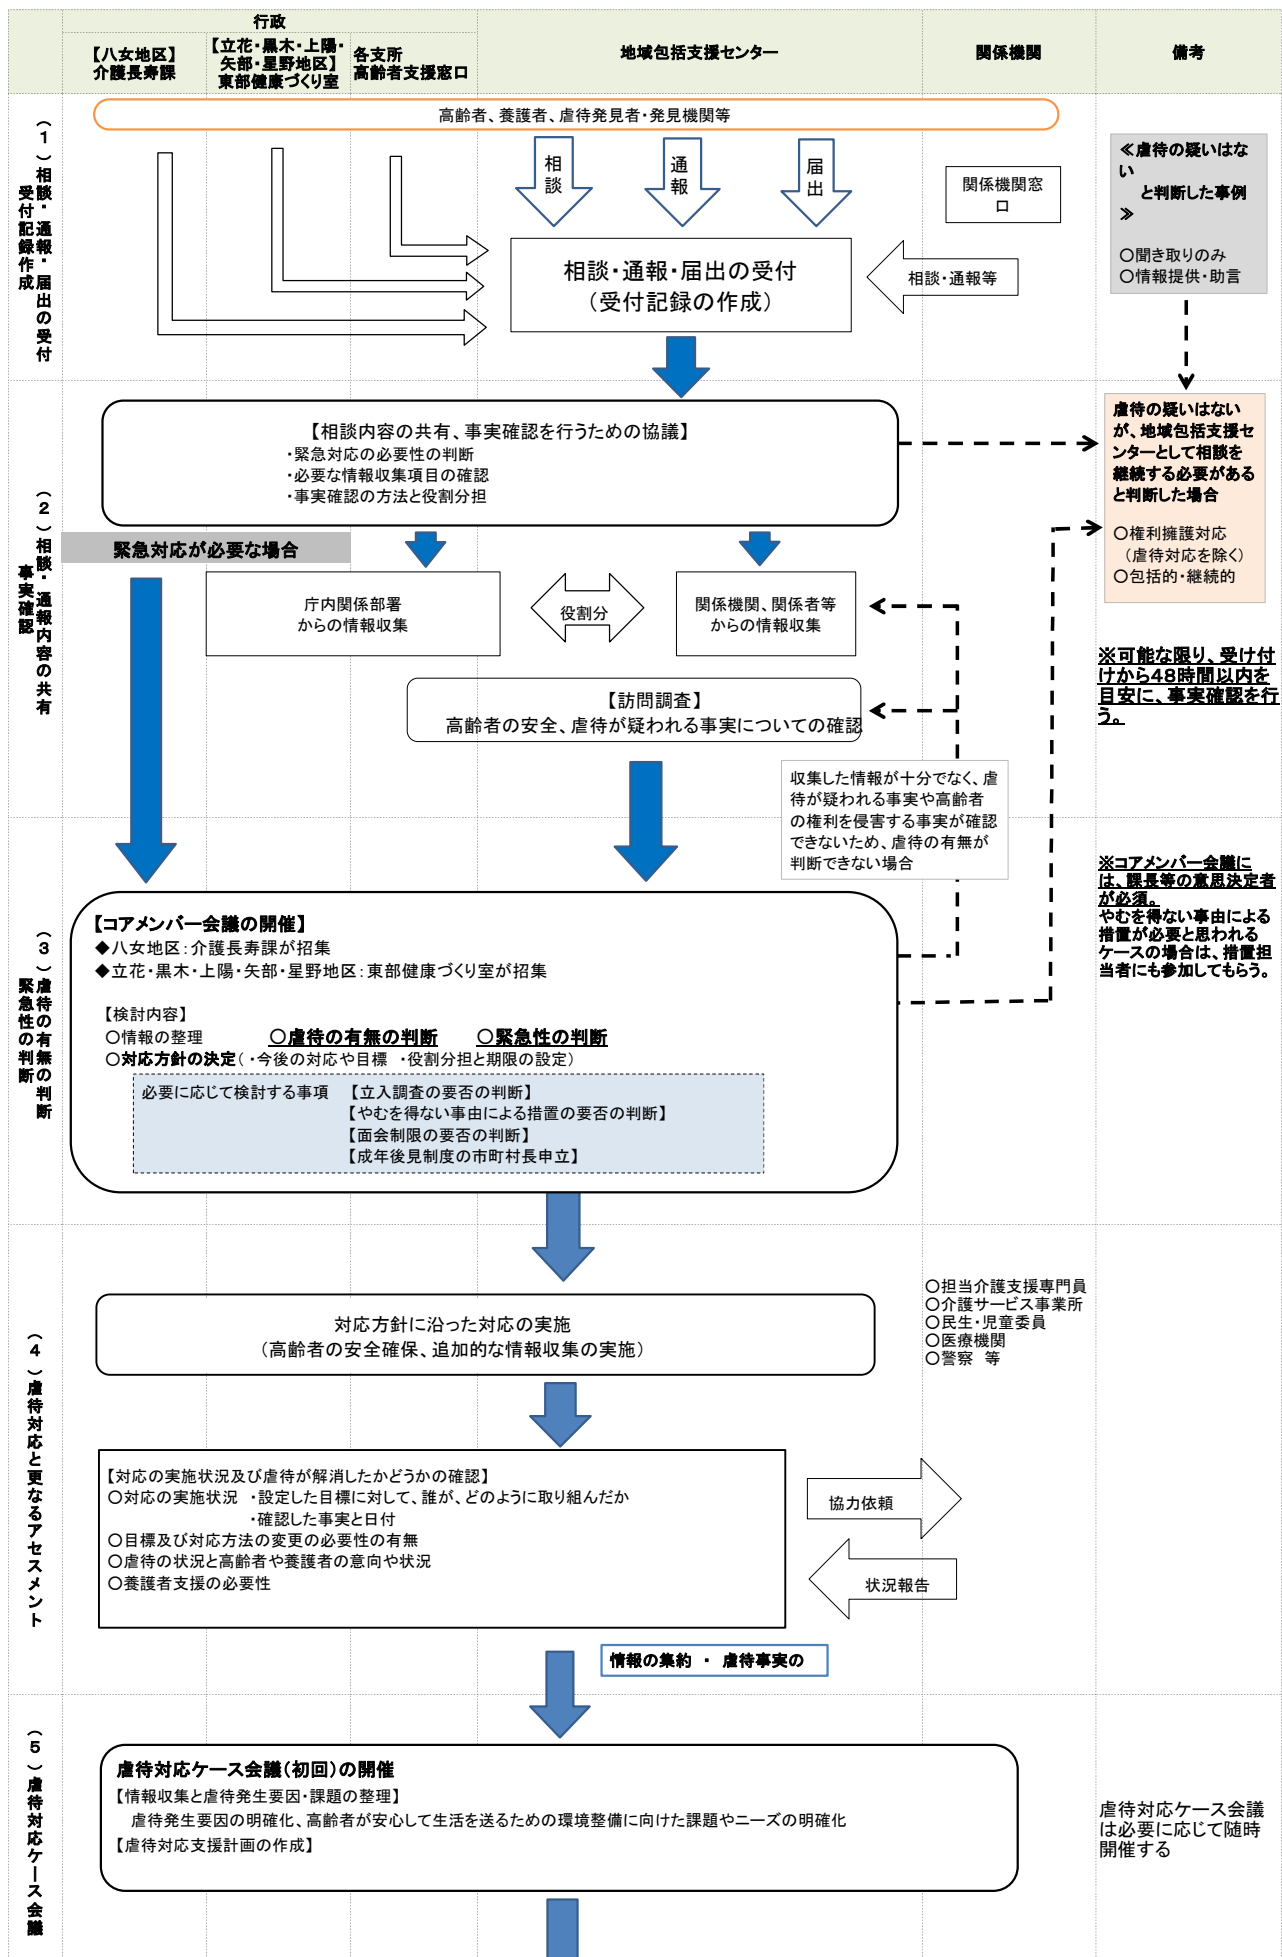 行政
【八女地区】
介護長寿課
【立花・黒木・上陽・
矢部・星野地区】
東部健康づくり室
各支所
高齢者支援窓口
地域包括支援センター
関係機関
備考
（１）相談・通報・届出の受付
受付記録作成
高齢者、養護者、虐待発見者・発見機関等
相談
通報
届出
関係機関窓
口
相談・通報・届出の受付
（受付記録の作成）
相談・通報等
≪虐待の疑いはな
い
と判断した事例
≫
○聞き取りのみ
○情報提供・助言
（２）相談・通報内容の共有
事実確認
【相談内容の共有、事実確認を行うための協議】
・緊急対応の必要性の判断
・必要な情報収集項目の確認
・事実確認の方法と役割分担
虐待の疑いはない
が、地域包括支援セ
ンターとして相談を
継続する必要がある
と判断した場合
○権利擁護対応
（虐待対応を除く）
○包括的・継続的
緊急対応が必要な場合
庁内関係部署
からの情報収集
役割分
関係機関、関係者等
からの情報収集
【訪問調査】
高齢者の安全、虐待が疑われる事実についての確認
※可能な限り、受け付
けから48時間以内を
目安に、事実確認を行
う。
収集した情報が十分でなく、虐
待が疑われる事実や高齢者
の権利を侵害する事実が確認
できないため、虐待の有無が
判断できない場合
（３）虐待の有無の判断
緊急性の判断
【コアメンバー会議の開催】
◆八女地区：介護長寿課が招集
◆立花・黒木・上陽・矢部・星野地区：東部健康づくり室が招集
【検討内容】
○情報の整理　○虐待の有無の判断　○緊急性の判断
○対応方針の決定（・今後の対応や目標　・役割分担と期限の設定）
必要に応じて検討する事項　【立入調査の要否の判断】
【やむを得ない事由による措置の要否の判断】
【面会制限の要否の判断】
【成年後見制度の市町村長申立】
※コアメンバー会議に
は、課長等の意思決定者
が必須。
やむを得ない事由による
措置が必要と思われる
ケースの場合は、措置担
当者にも参加してもらう。
（４）虐待対応と更なるアセスメント
対応方針に沿った対応の実施
（高齢者の安全確保、追加的な情報収集の実施）
○担当介護支援専門員
○介護サービス事業所
○民生・児童委員
○医療機関
○警察　等
【対応の実施状況及び虐待が解消したかどうかの確認】
○対応の実施状況　・設定した目標に対して、誰が、どのように取り組んだか
・確認した事実と日付
○目標及び対応方法の変更の必要性の有無
○虐待の状況と高齢者や養護者の意向や状況
○養護者支援の必要性
協力依頼
状況報告
情報の集約　・　虐待事実の
（５）虐待対応ケース会議
虐待対応ケース会議（初回）の開催
【情報収集と虐待発生要因・課題の整理】
虐待発生要因の明確化、高齢者が安心して生活を送るための環境整備に向けた課題やニーズの明確化
【虐待対応支援計画の作成】
虐待対応ケース会議
は必要に応じて随時
開催する